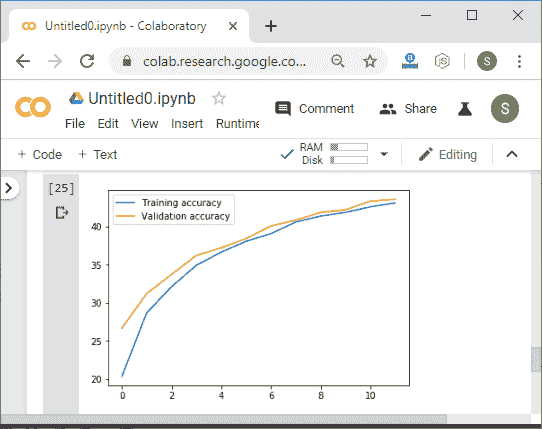 Untitled0.ipynb - Colaboratory
colab.research.google.co...
S
Untitled0.ipynb
Comment
Share
S
File Edit View Insert Runtime
+ Code + Text
RAM
Disk
Editing
[25]
Training accuracy
Validation accuracy
40
35
30
25
20
0 2 4 6 8 10